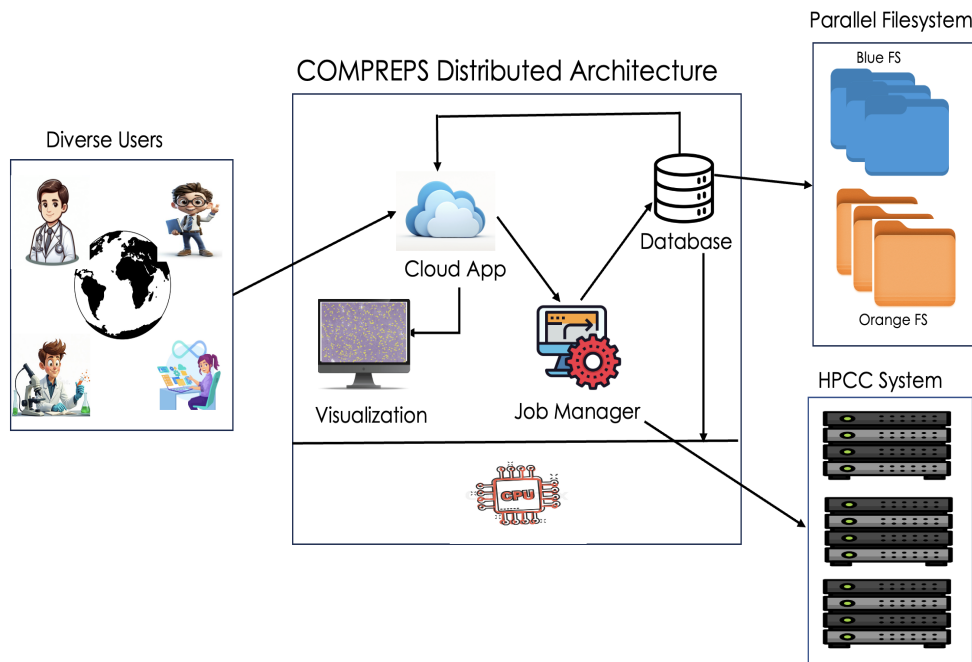 Parallel Filesystem
Blue FS
COMPREPS Distributed Architecture
Diverse Users
Database
Cloud App
Orange FS
HPCC System
Visualization
Job Manager
CPU